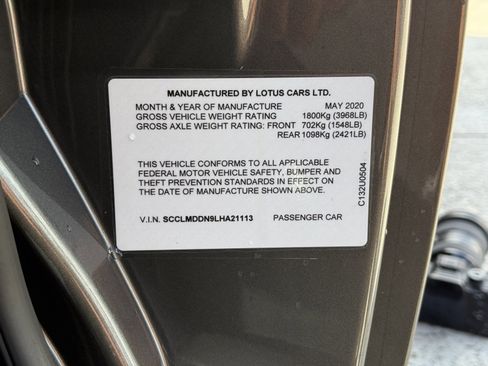 MANUFACTURED BY LOTUS CARS LTD.
MONTH & YEAR OF MANUFACTURE MAY 2020
GROSS VEHICLE WEIGHT RATING 1800Kg (3968LB)
GROSS AXLE WEIGHT RATING: FRONT 702Kg (1548LB)
REAR 1098Kg (2421LB)
THIS VEHICLE CONFORMS TO ALL APPLICABLE
FEDERAL MOTOR VEHICLE SAFETY, BUMPER AND
THEFT PREVENTION STANDARDS IN EFFECT ON
THE DATE OF MANUFACTURE SHOWN ABOVE.
V.I.N. SCCLMDDN9LHA21113 PASSENGER CAR
C132U0504